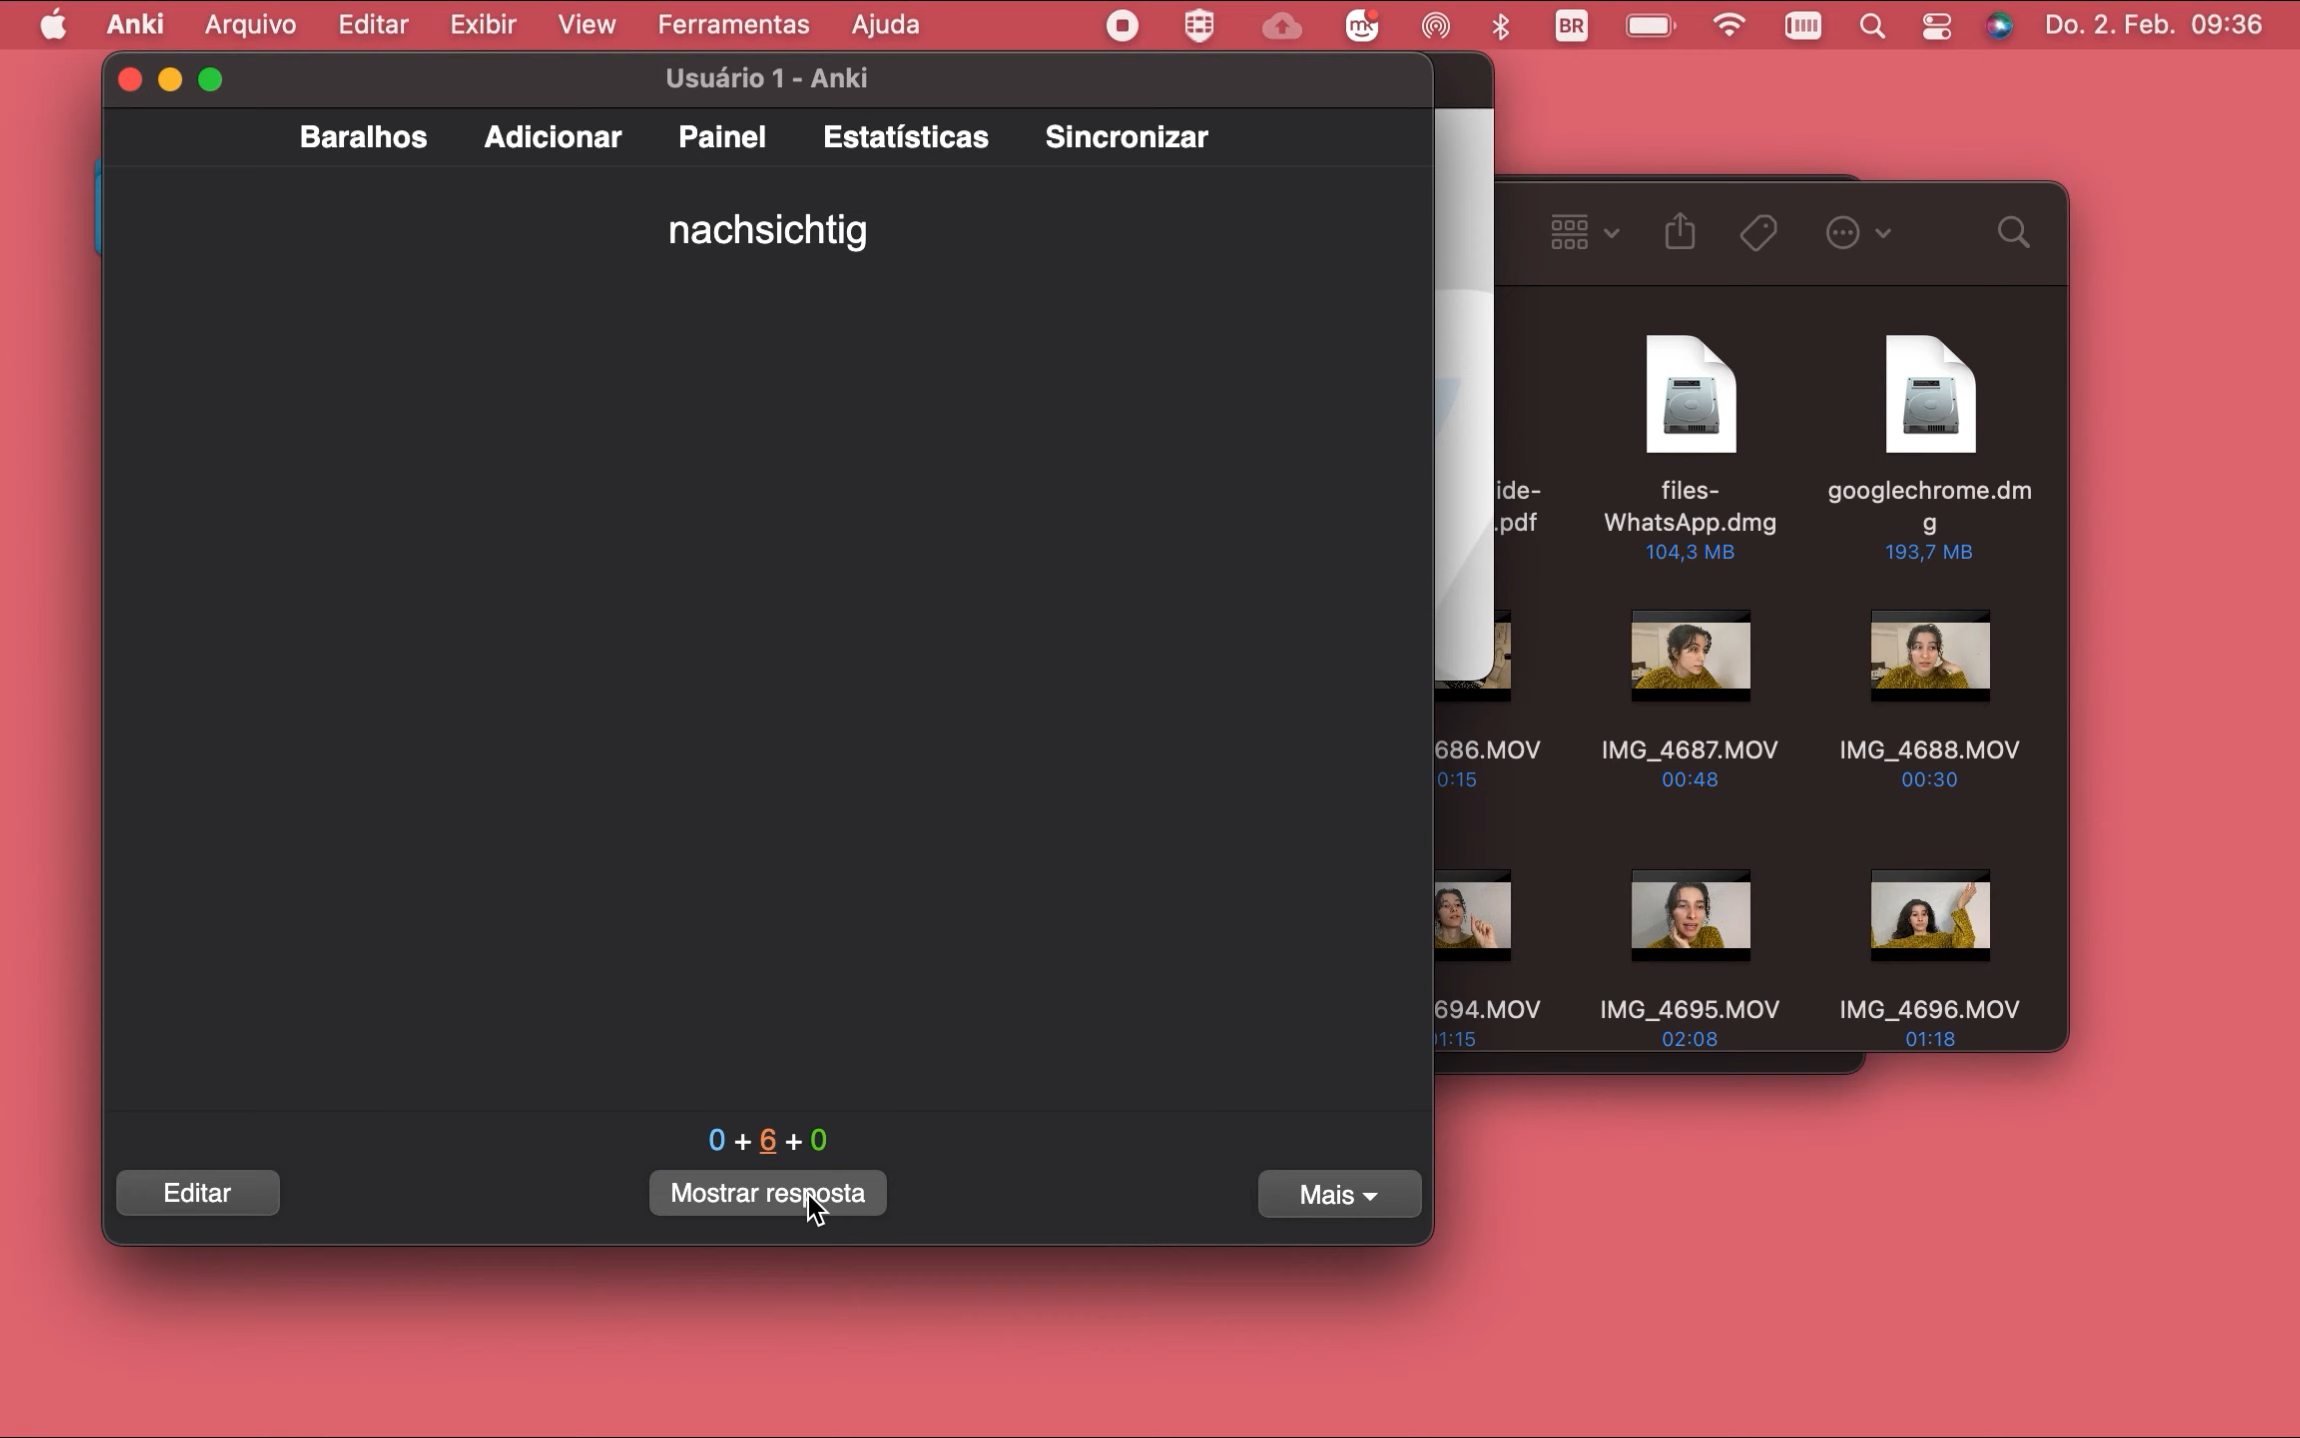 Anki Arquivo Editar Exibir View Ferramentas Ajuda BR Do. 2. Feb. 09:36
Usuário 1 - Anki
Baralhos Adicionar Painel Estatísticas Sincronizar
nachsichtig
ide-
.pdf
files-
WhatsApp.dmg
104,3 MB
googlechrome.dm
g
193,7 MB
686.MOV
0:15
IMG_4687.MOV
00:48
IMG_4688.MOV
00:30
694.MOV
1:15
IMG_4695.MOV
02:08
IMG_4696.MOV
01:18
0 + 6 + 0
Editar Mostrar resposta Mais